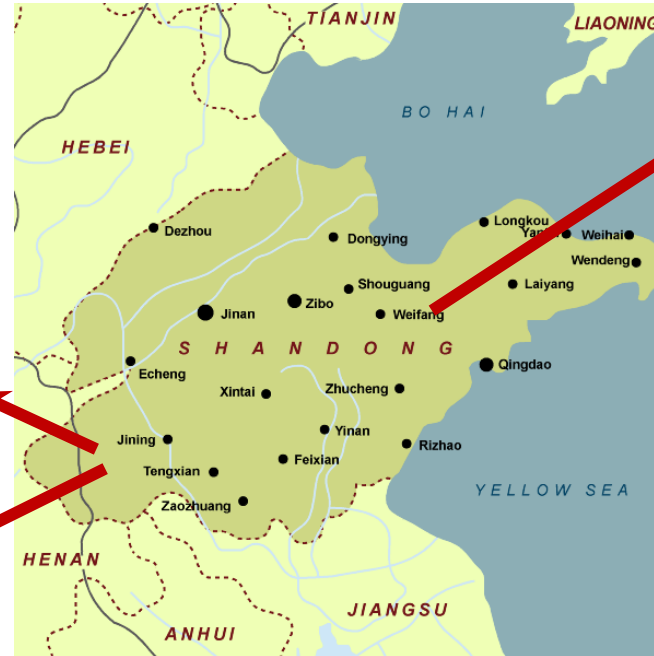 TIANJIN
LIAONING
BO HAI
HEBEI
Longkou
Weihai
Dezhou
Dongying
Wendeng
Shouguang
Laiyang
Zibo
Jinan
Weifang
SHANDONG
Qingdao
Echeng
Xintai
Zhucheng
Yinan
Jining
Rizhao
Feixian
Tengxian
YELLOW SEA
Zaozhuang
HENAN
JIANGSU
ANHUI